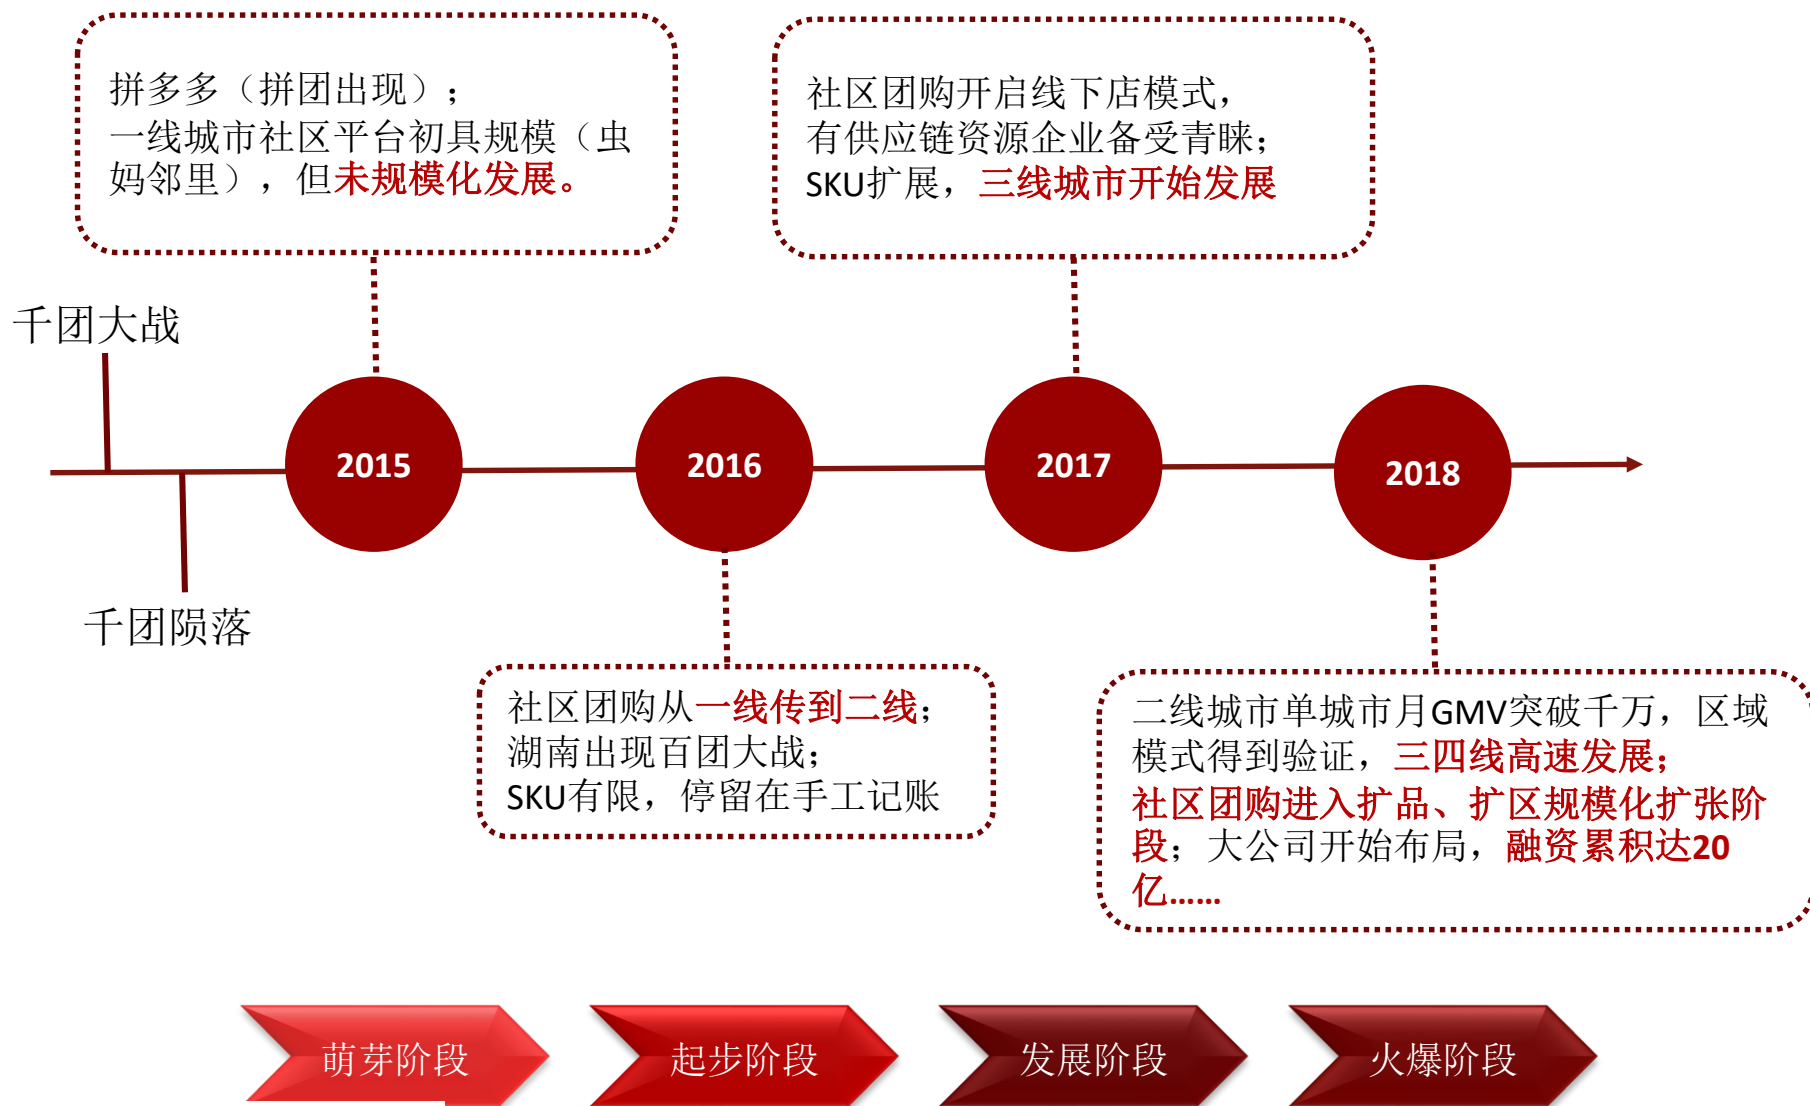 拼多多（拼团出现）；
一线城市社区平台初具规模（虫
妈邻里），但未规模化发展。
社区团购开启线下店模式，
有供应链资源企业备受青睐；
SKU扩展，三线城市开始发展
千团大战
2015
2016
2017
2018
千团陨落
社区团购从一线传到二线；
湖南出现百团大战；
SKU有限，停留在手工记账
二线城市单城市月GMV突破千万，区域
模式得到验证，三四线高速发展；
社区团购进入扩品、扩区规模化扩张阶
段；大公司开始布局，融资累积达20
亿......
萌芽阶段
起步阶段
发展阶段
火爆阶段